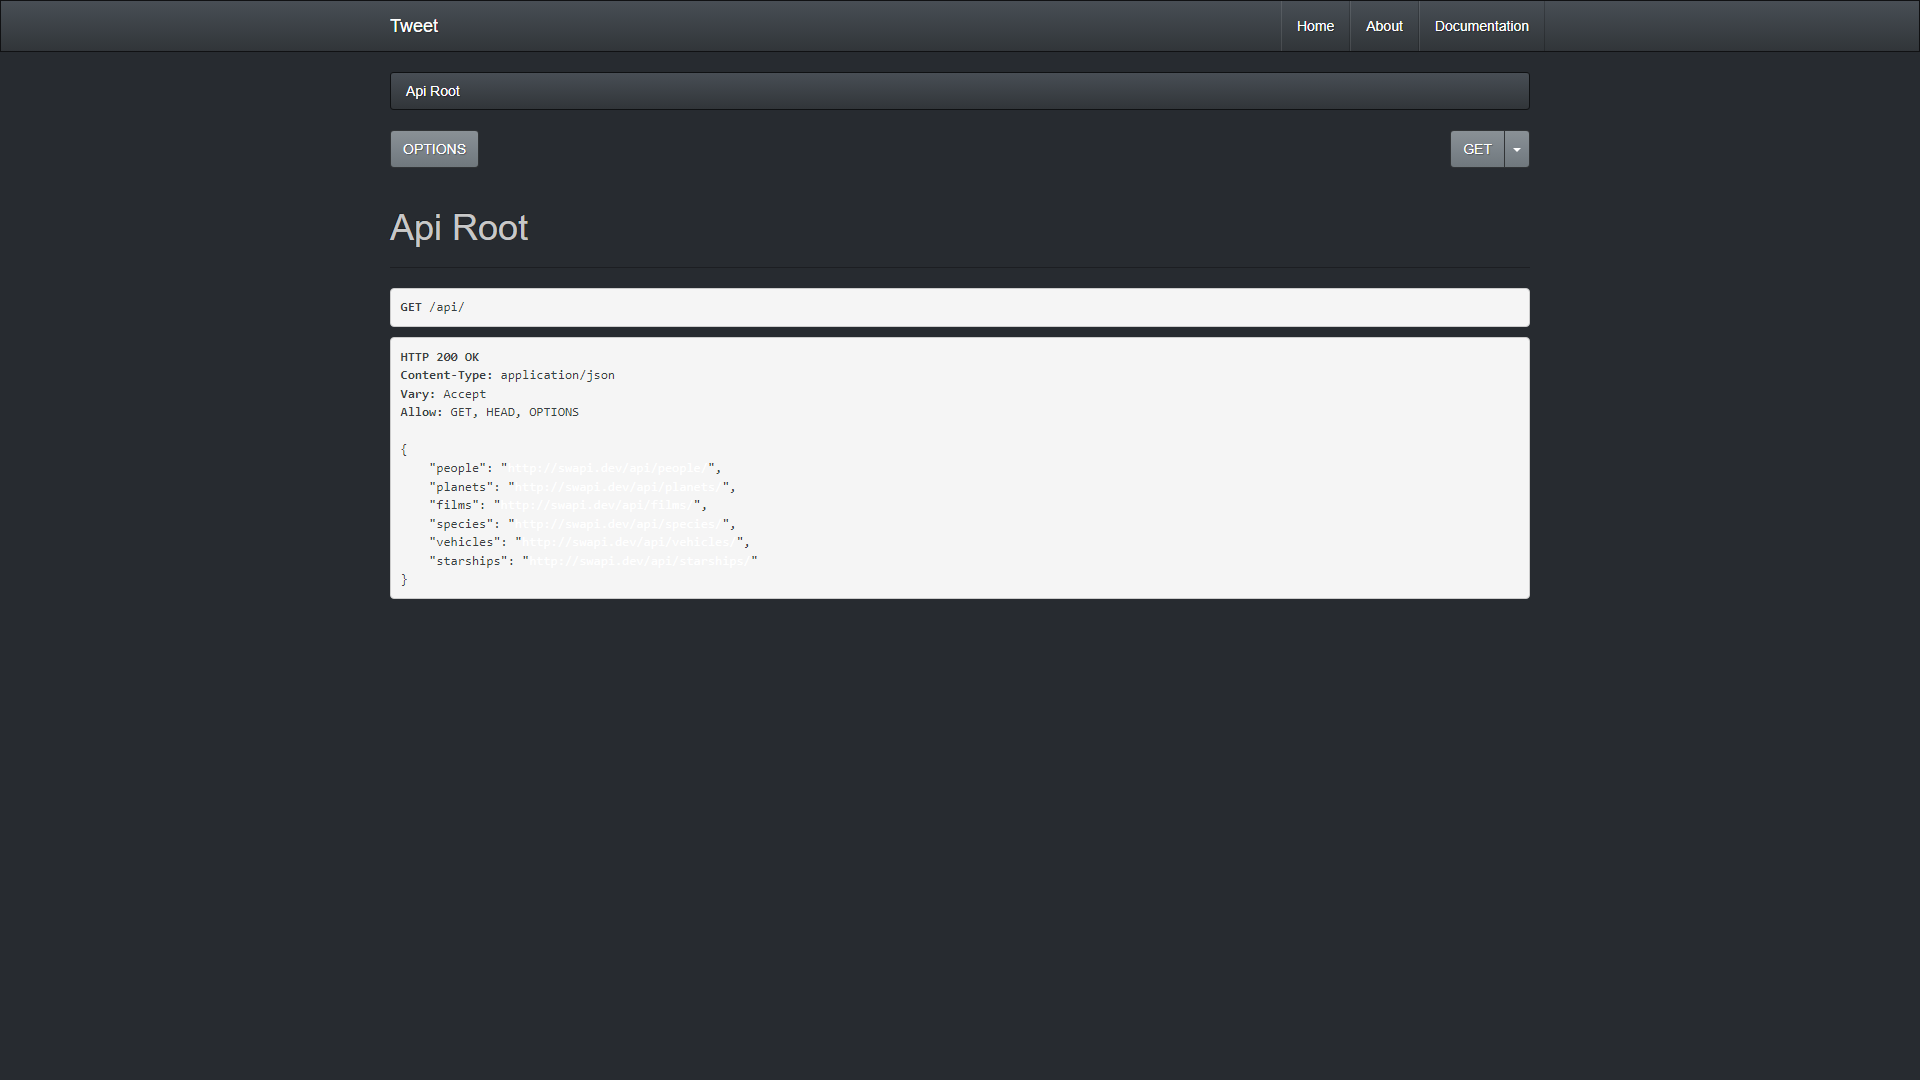 Tweet
Home
About
Documentation
Api Root
OPTIONS
GET
Api Root
GET /api/
HTTP 200 OK
Content-Type: application/json
Vary: Accept
Allow: GET, HEAD, OPTIONS
{
"people": "http://swapi.dev/api/people/",
"planets": "http://swapi.dev/api/planets/",
"films": "http://swapi.dev/api/films/",
"species": "http://swapi.dev/api/species/",
"vehicles": "http://swapi.dev/api/vehicles/",
"starships": "http://swapi.dev/api/starships/"
}